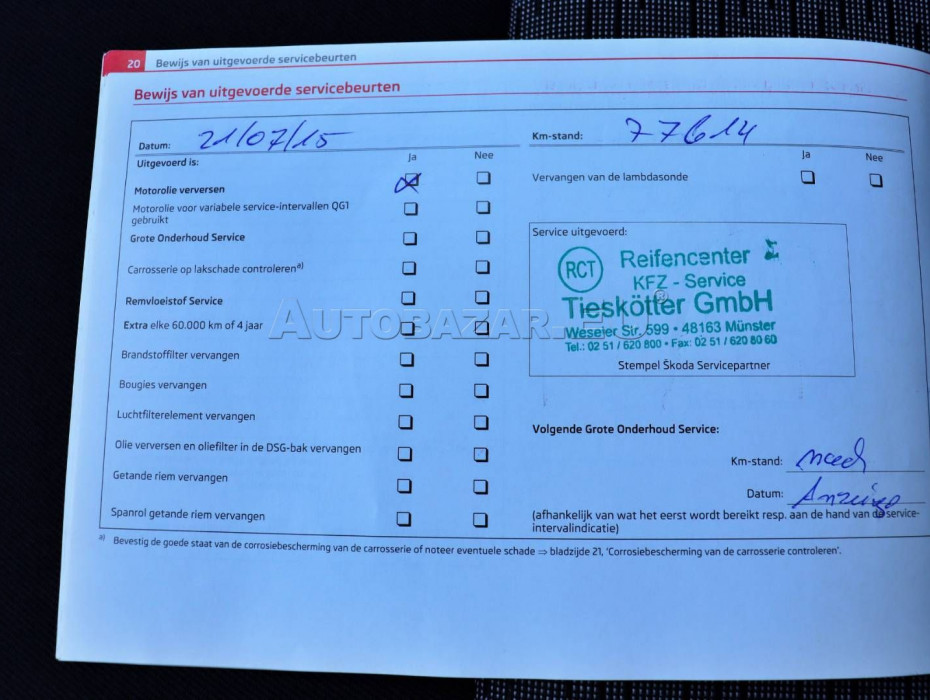 20 Bewijs van uitgevoerde servicebeurten
Bewijs van uitgevoerde servicebeurten
Datum: 21/07/15
Km-stand: 77614
Uitgevoerd is:
Ja Nee
Ja Nee
Motorolie verversen
Vervangen van de lambdasonde
Motorolie voor variabele service-intervallen QG1
gebruikt
Grote Onderhoud Service
Carrosserie op lakschade controleren a)
Remvloeistof Service
Extra elke 60.000 km of 4 jaar
Brandstoffilter vervangen
Bougies vervangen
Luchtfilterelement vervangen
Olie verversen en oliefilter in de DSG-bak vervangen
Getande riem vervangen
Spanrol getande riem vervangen
Service uitgevoerd:
RCT
Reifencenter
KFZ - Service
Tieskötter GmbH
Weseler Str. 599 • 48163 Münster
Tel.: 02 51 / 620 800 • Fax: 02 51 / 620 80 60
Stempel Škoda Servicepartner
Volgende Grote Onderhoud Service:
Km-stand: nach
Datum: Anzeige
(afhankelijk van wat het eerst wordt bereikt resp. aan de hand van de service-
intervalindicatie)
a) Bevestig de goede staat van de corrosiebescherming van de carrosserie of noteer eventuele schade ⇒ bladzijde 21, 'Corrosiebescherming van de carrosserie controleren'.
AUTOBAZAR.EU ®